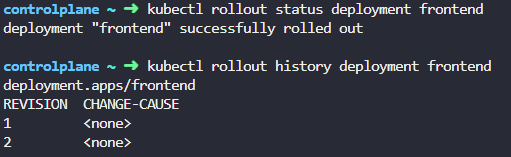 controlplane ~ ➜ kubectl rollout status deployment frontend
deployment "frontend" successfully rolled out
controlplane ~ ➜ kubectl rollout history deployment frontend
deployment.apps/frontend
REVISION  CHANGE-CAUSE
1         <none>
2         <none>